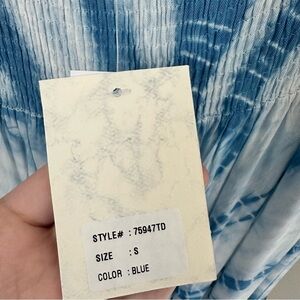 STYLE# : 75947TD
SIZE : S
COLOR : BLUE